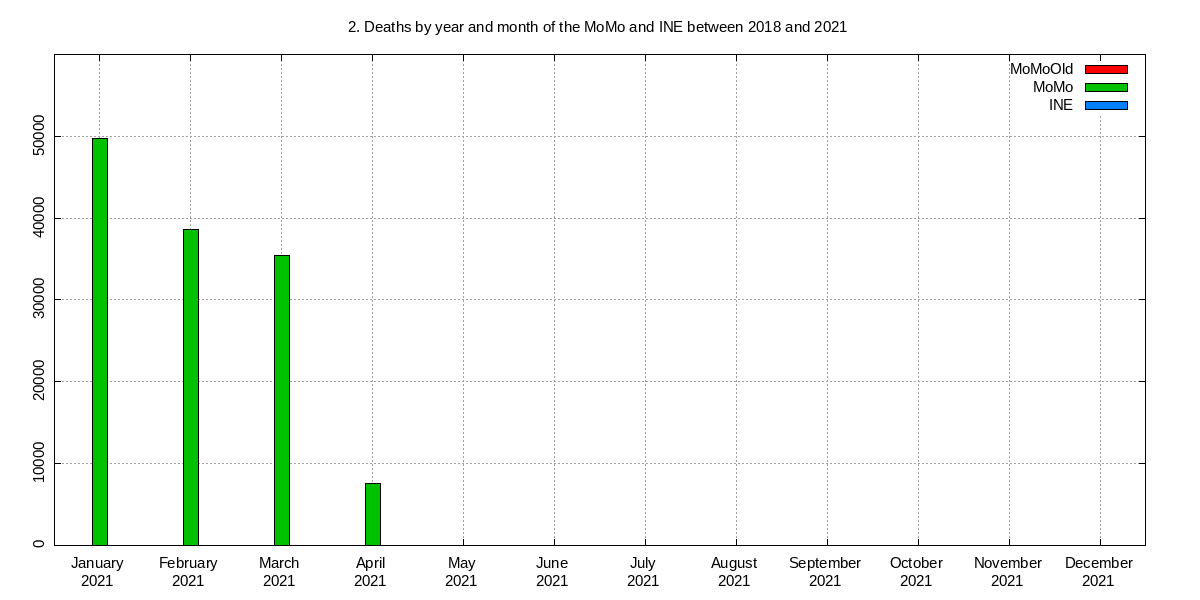 2. Deaths by year and month of the MoMo and INE between 2018 and 2021
MoMoOld
MoMo
INE
50000
40000
30000
20000
10000
0
January February March April May June July August September October November December
2021 2021 2021 2021 2021 2021 2021 2021 2021 2021 2021 2021